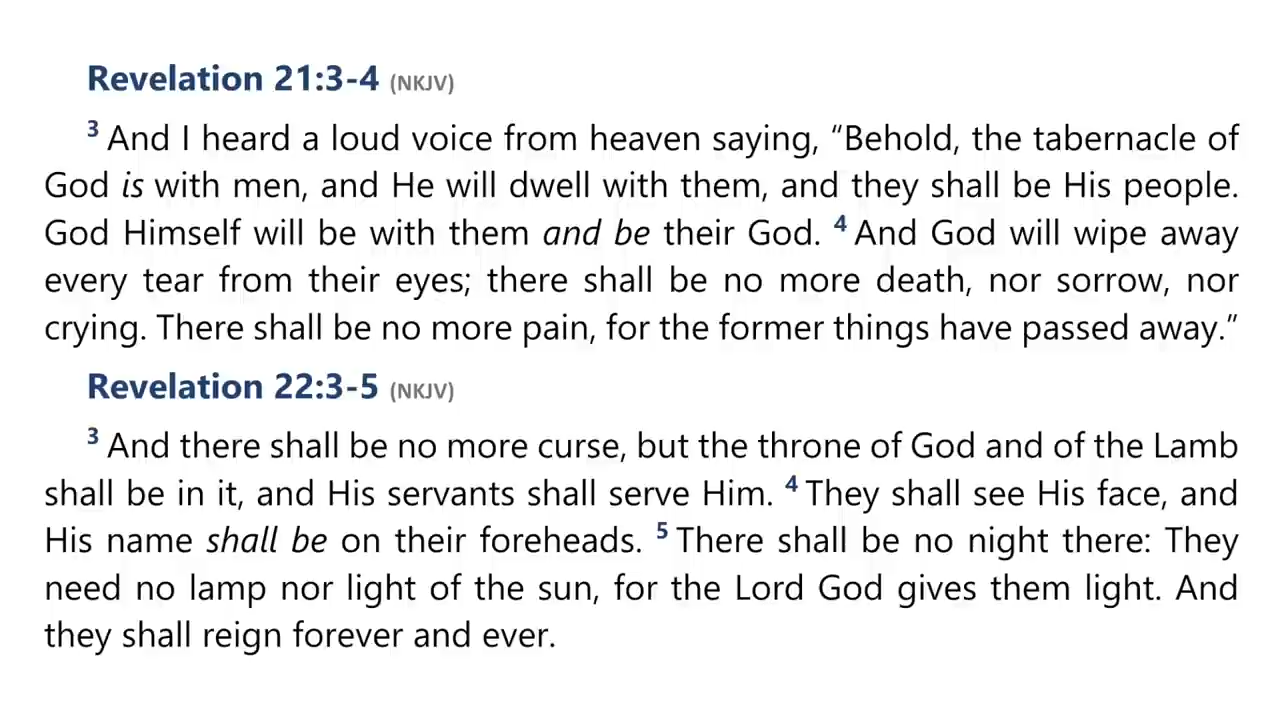 Revelation 21:3-4 (NKJV)
3 And I heard a loud voice from heaven saying, “Behold, the tabernacle of
God is with men, and He will dwell with them, and they shall be His people.
God Himself will be with them and be their God. 4 And God will wipe away
every tear from their eyes; there shall be no more death, nor sorrow, nor
crying. There shall be no more pain, for the former things have passed away.”
Revelation 22:3-5 (NKJV)
3 And there shall be no more curse, but the throne of God and of the Lamb
shall be in it, and His servants shall serve Him. 4 They shall see His face, and
His name shall be on their foreheads. 5 There shall be no night there: They
need no lamp nor light of the sun, for the Lord God gives them light. And
they shall reign forever and ever.